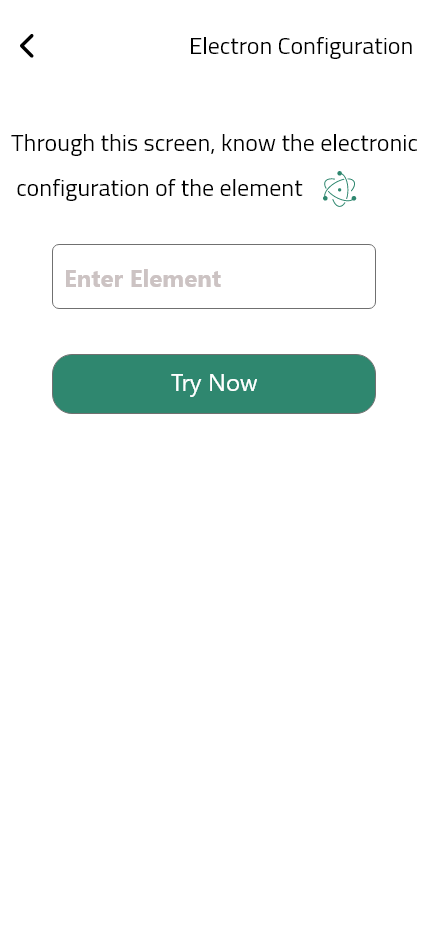 Electron Configuration
Through this screen, know the electronic
configuration of the element
Enter Element
Try Now